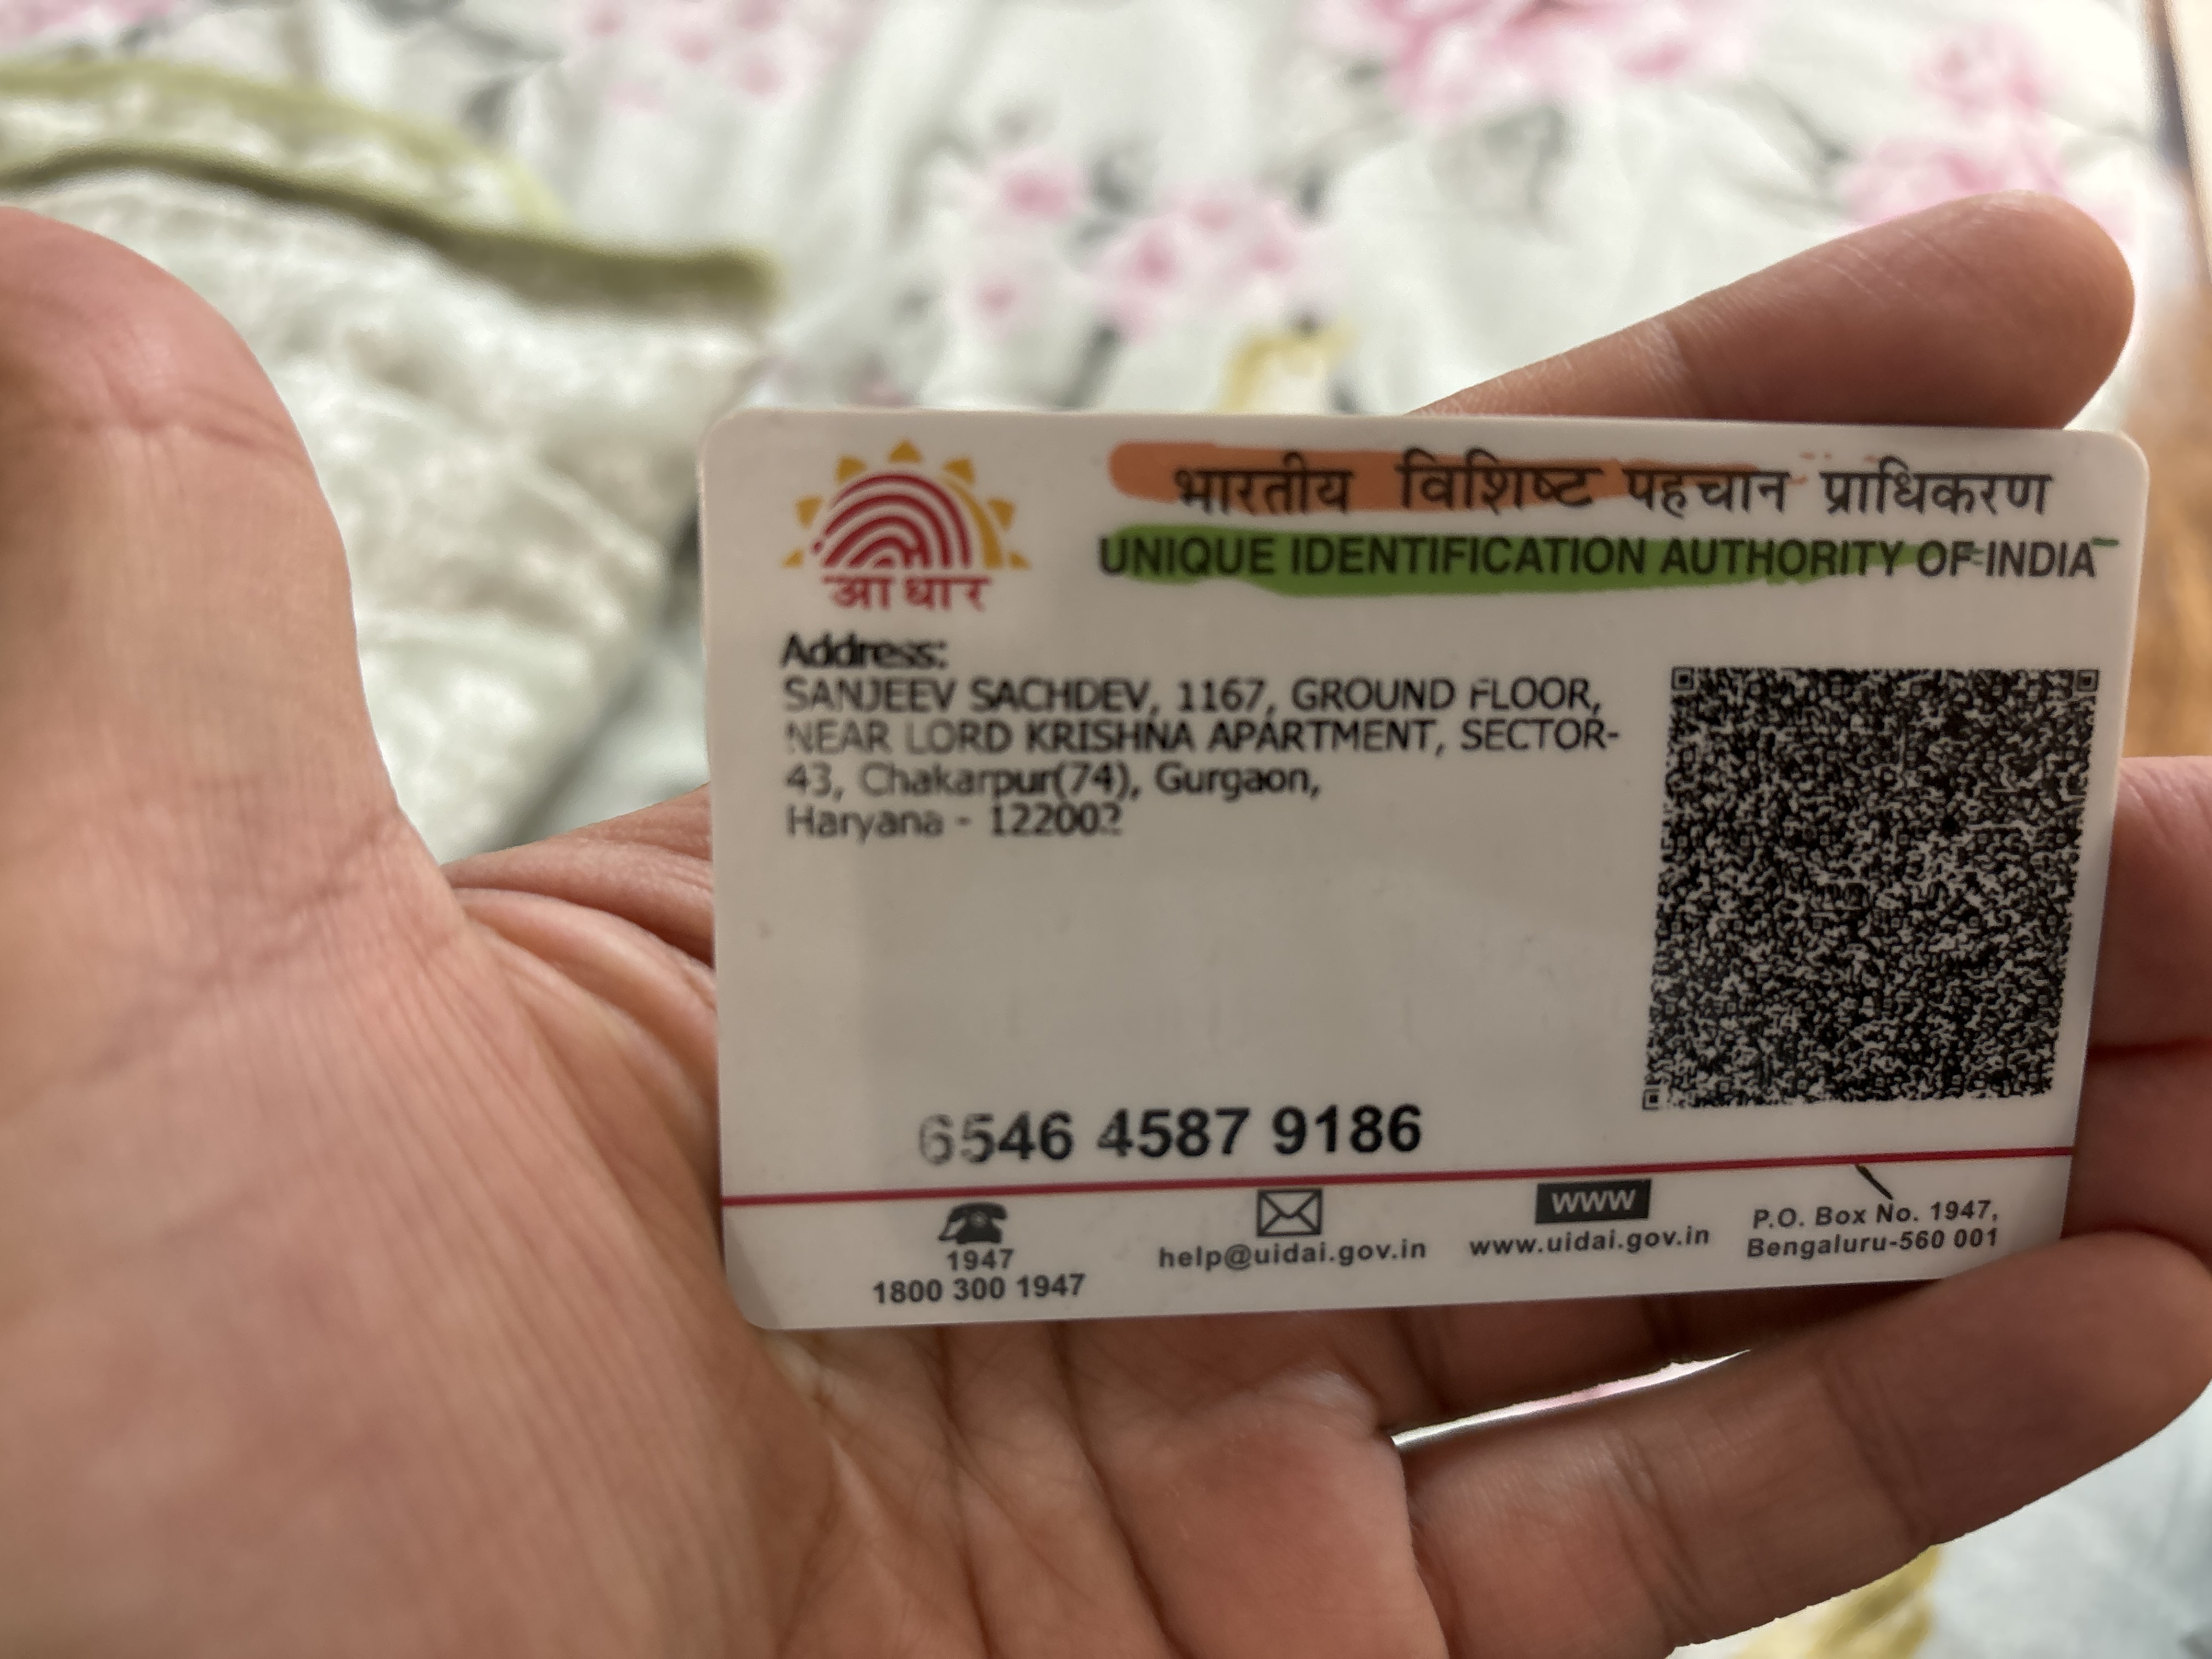 भारतीय विशिष्ट पहचान प्राधिकरण
UNIQUE IDENTIFICATION AUTHORITY OF INDIA
आधार
Address:
SANJEEV SACHDEV, 1167, GROUND FLOOR,
NEAR LORD KRISHNA APARTMENT, SECTOR-
43, Chakarpur(74), Gurgaon,
Haryana - 122002
6546 4587 9186
1947
1800 300 1947
help@uidai.gov.in
WWW
www.uidai.gov.in
P.O. Box No. 1947,
Bengaluru-560 001